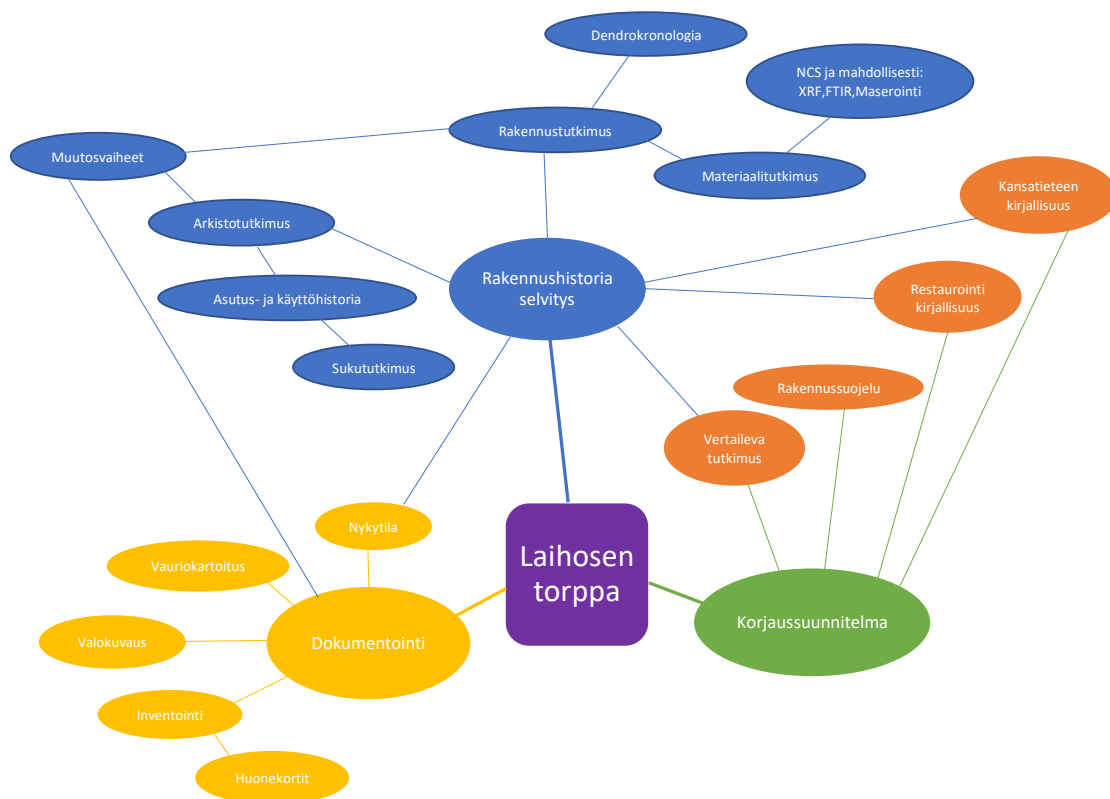 Dendrokronologia
NCS ja mahdollisesti:
XRF,FTIR,Maserointi
Rakennustutkimus
Muutosvaiheet
Materiaalitutkimus
Kansatieteen
kirjallisuus
Arkistotutkimus
Rakennushistoria
selvitys
Asutus- ja käyttöhistoria
Restaurointi
kirjallisuus
Sukututkimus
Rakennussuojelu
Vertaileva
tutkimus
Nykytila
Laihosen
torppa
Vauriokartoitus
Valokuvaus
Dokumentointi
Korjaussuunnitelma
Inventointi
Huonekortit